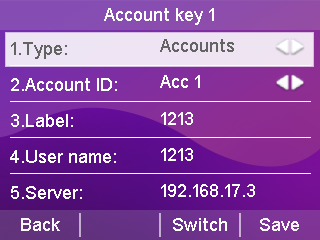 Account key 1
1.Type: Accounts
2.Account ID: Acc 1
3.Label: 1213
4.User name: 1213
5.Server: 192.168.17.3
Back Switch Save